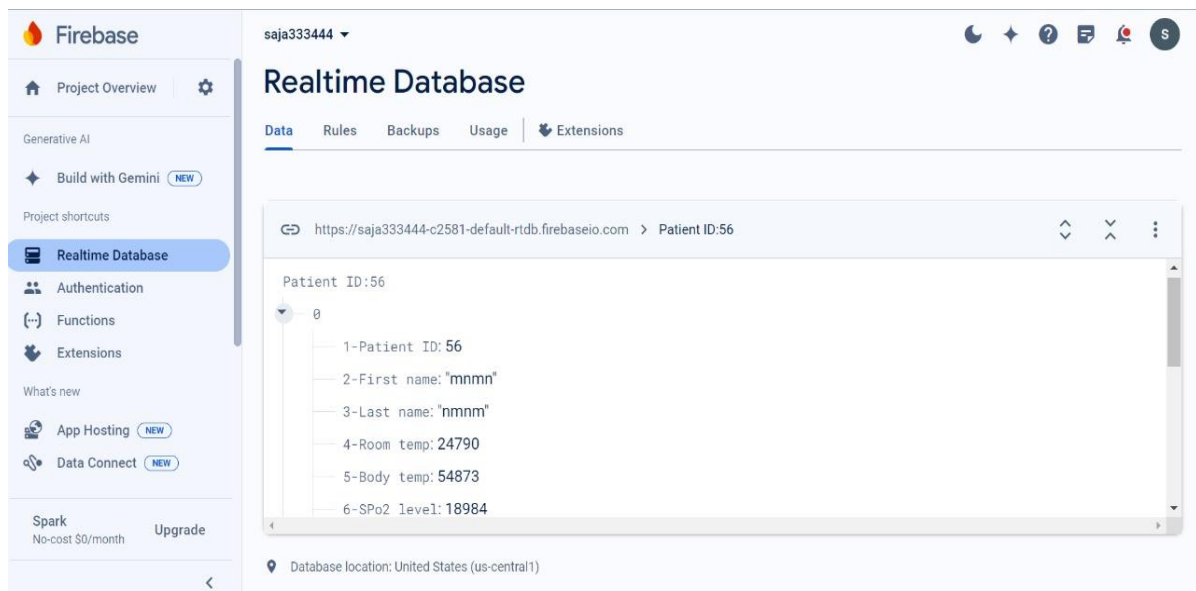 Firebase
Project Overview
Generative AI
Build with Gemini NEW
Project shortcuts
Realtime Database
Authentication
Functions
Extensions
What's new
App Hosting NEW
Data Connect NEW
Spark
No-cost $0/month
Upgrade
saja333444
S
Realtime Database
Data Rules Backups Usage Extensions
https://saja333444-c2581-default-rtdb.firebaseio.com > Patient ID:56
Patient ID:56
0
1-Patient ID: 56
2-First name: "mnmn"
3-Last name: "nmnm"
4-Room temp: 24790
5-Body temp: 54873
6-SPo2 level: 18984
Database location: United States (us-central1)